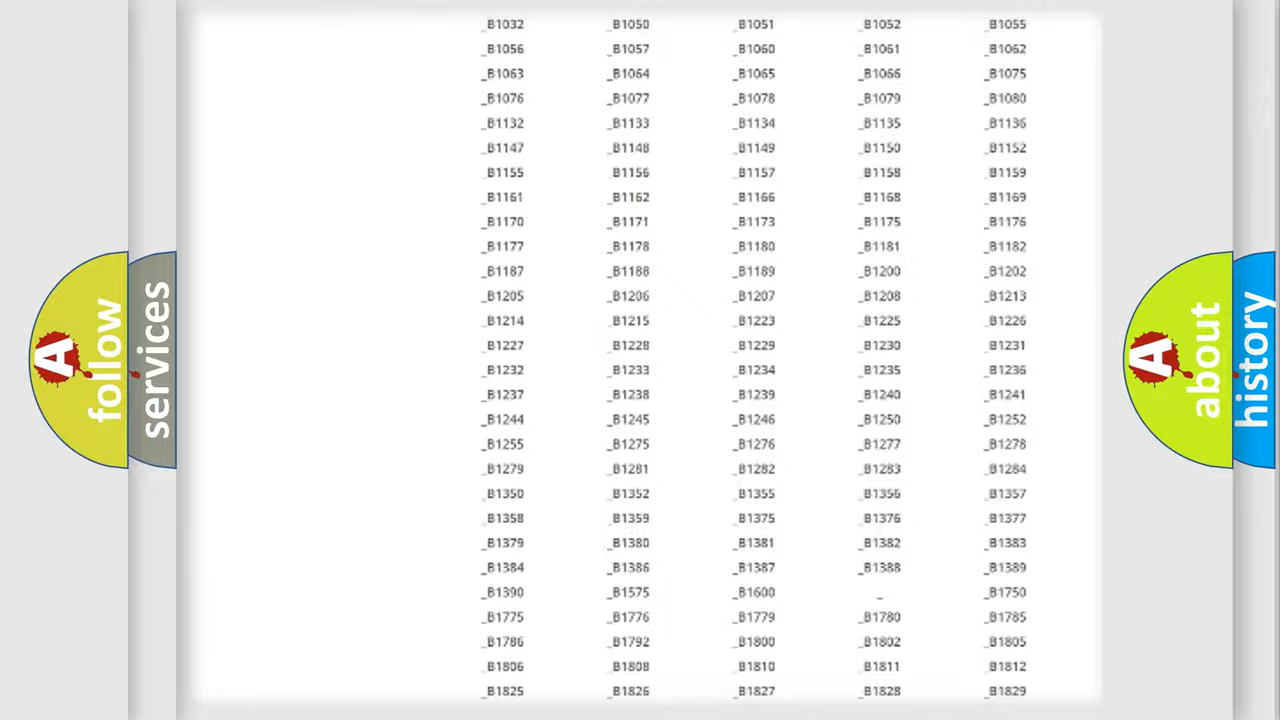 _B1032 _B1050 _B1051 _B1052 _B1055
_B1056 _B1057 _B1060 _B1061 _B1062
_B1063 _B1064 _B1065 _B1066 _B1075
_B1076 _B1077 _B1078 _B1079 _B1080
_B1132 _B1133 _B1134 _B1135 _B1136
_B1147 _B1148 _B1149 _B1150 _B1152
_B1155 _B1156 _B1157 _B1158 _B1159
_B1161 _B1162 _B1166 _B1168 _B1169
_B1170 _B1171 _B1173 _B1175 _B1176
_B1177 _B1178 _B1180 _B1181 _B1182
_B1187 _B1188 _B1189 _B1200 _B1202
_B1205 _B1206 _B1207 _B1208 _B1213
_B1214 _B1215 _B1223 _B1225 _B1226
_B1227 _B1228 _B1229 _B1230 _B1231
_B1232 _B1233 _B1234 _B1235 _B1236
_B1237 _B1238 _B1239 _B1240 _B1241
_B1244 _B1245 _B1246 _B1250 _B1252
_B1255 _B1275 _B1276 _B1277 _B1278
_B1279 _B1281 _B1282 _B1283 _B1284
_B1350 _B1352 _B1355 _B1356 _B1357
_B1358 _B1359 _B1375 _B1376 _B1377
_B1379 _B1380 _B1381 _B1382 _B1383
_B1384 _B1386 _B1387 _B1388 _B1389
_B1390 _B1575 _B1600 _ _B1750
_B1775 _B1776 _B1779 _B1780 _B1785
_B1786 _B1792 _B1800 _B1802 _B1805
_B1806 _B1808 _B1810 _B1811 _B1812
_B1825 _B1826 _B1827 _B1828 _B1829
A follow
services
A about
history